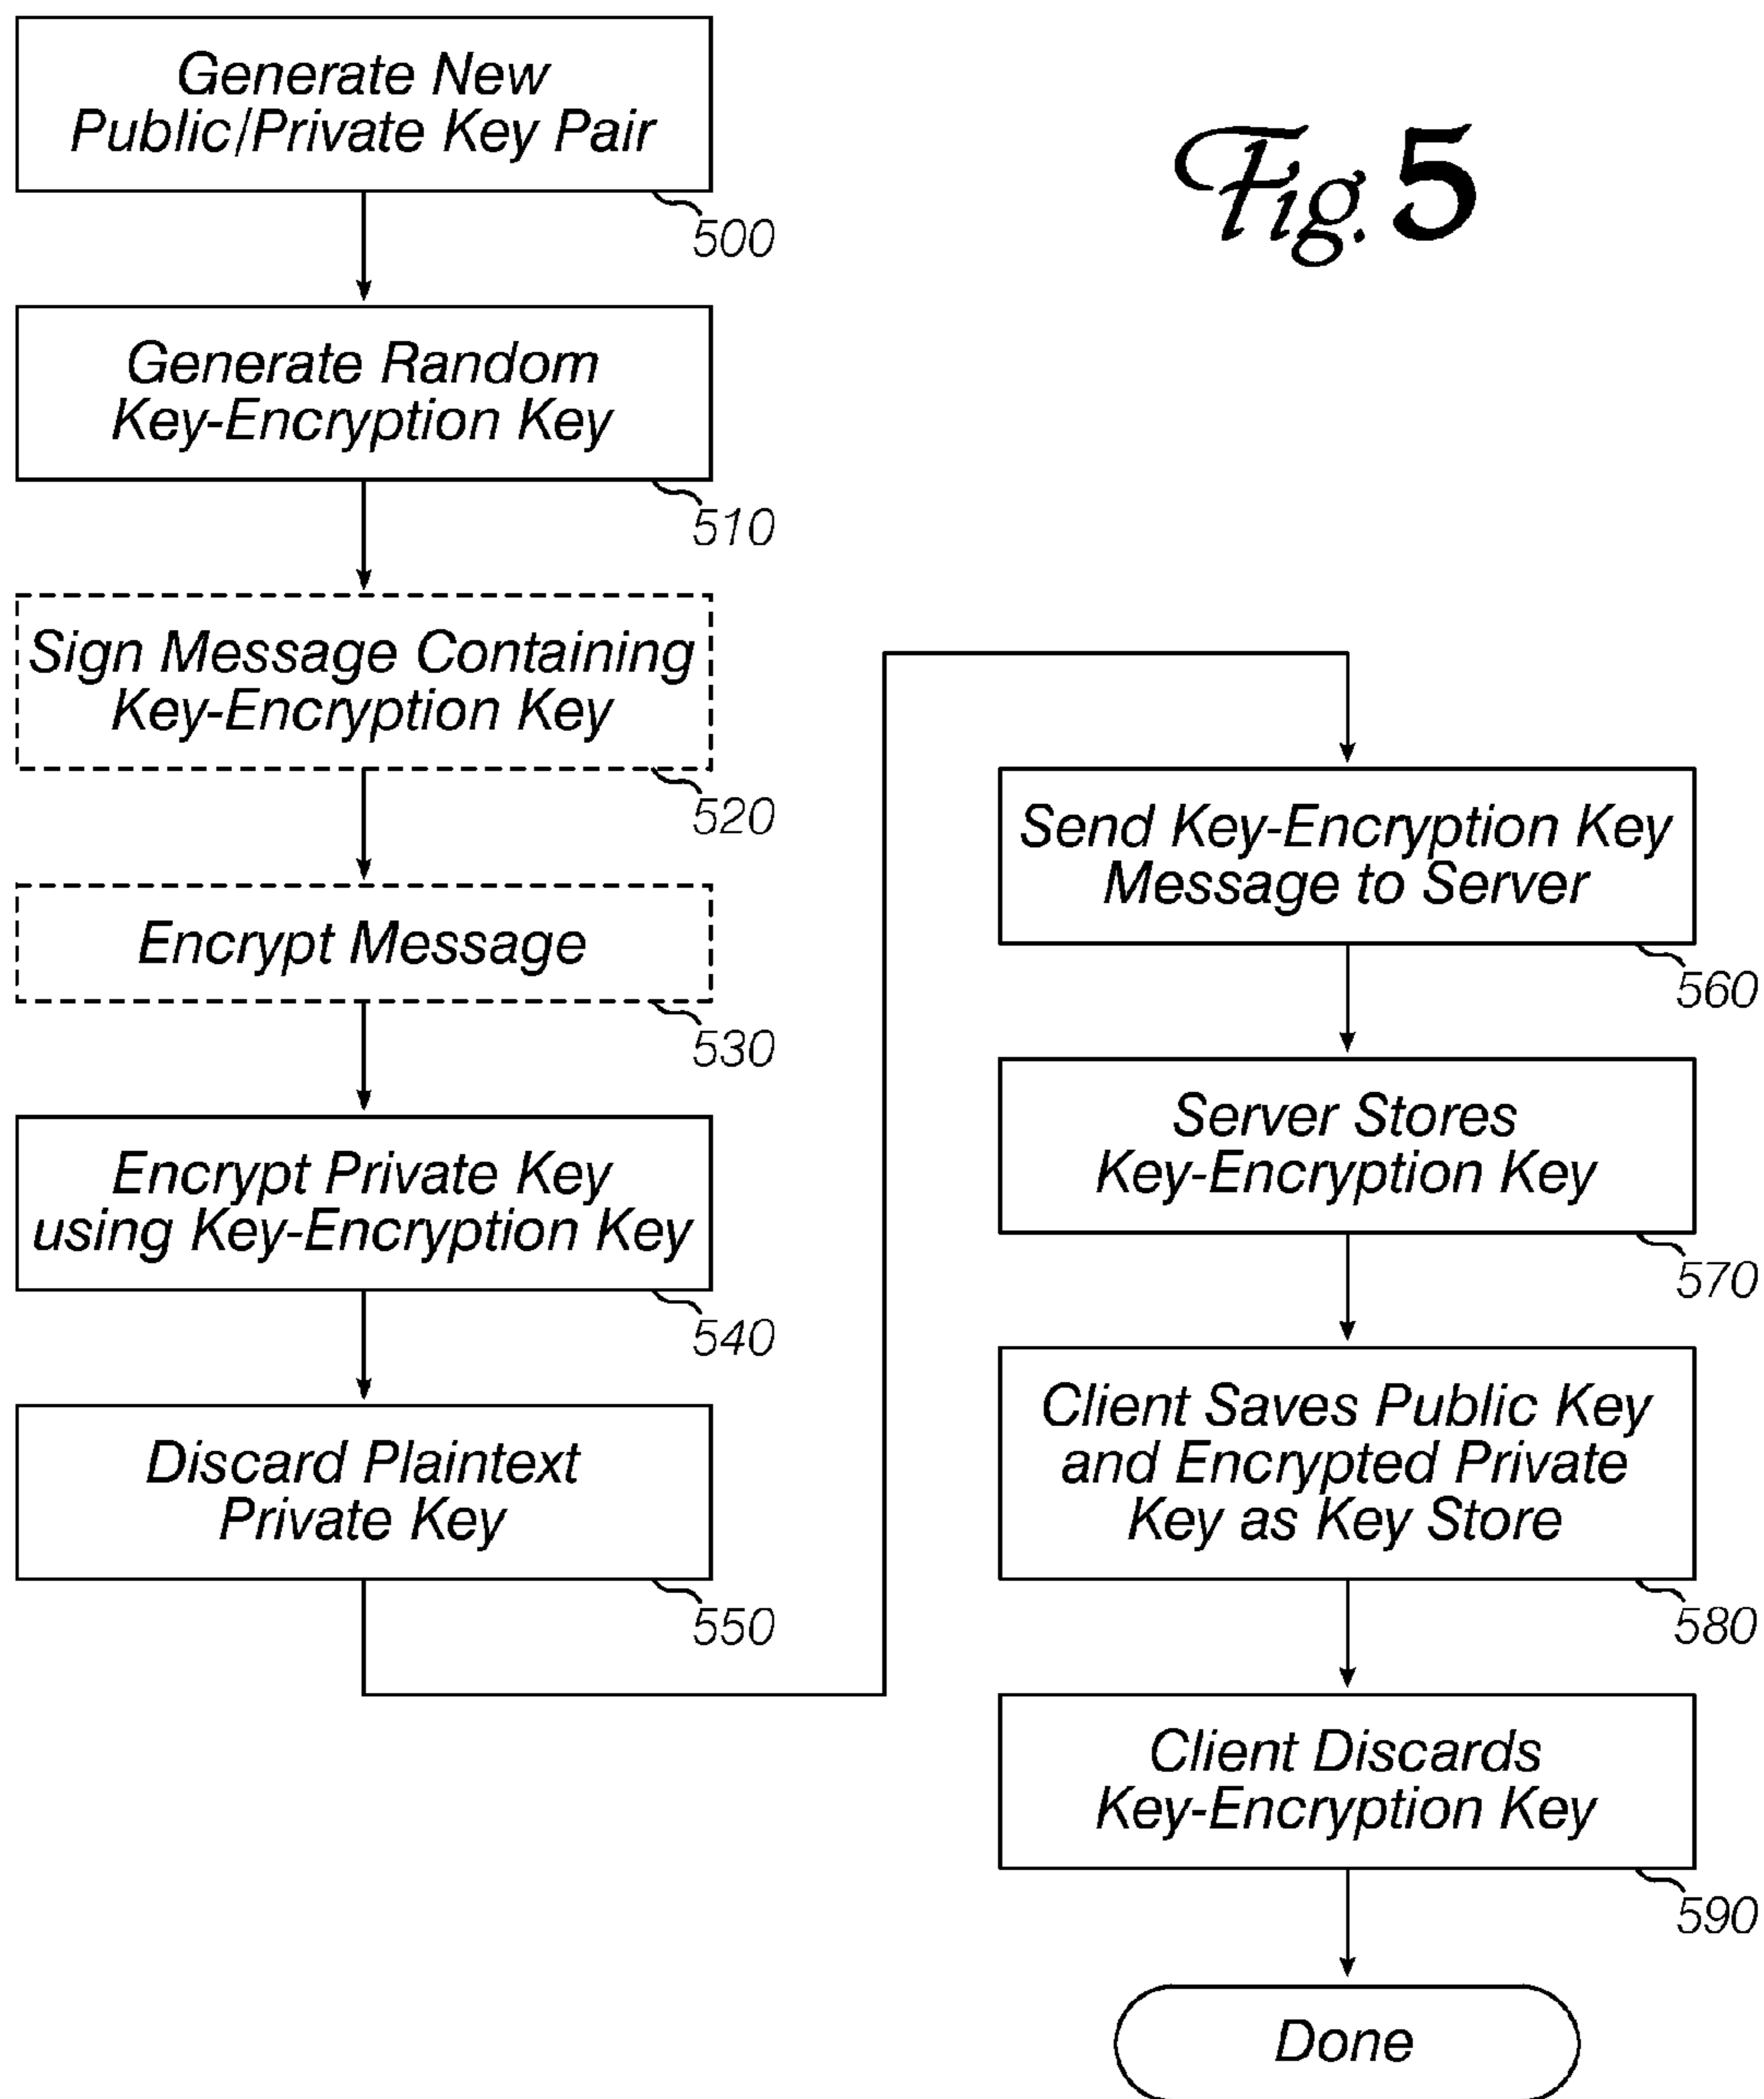 Fig. 5
Generate New
Public/Private Key Pair
500
Generate Random
Key-Encryption Key
510
Sign Message Containing
Key-Encryption Key
520
Encrypt Message
530
Encrypt Private Key
using Key-Encryption Key
540
Discard Plaintext
Private Key
550
Send Key-Encryption Key
Message to Server
560
Server Stores
Key-Encryption Key
570
Client Saves Public Key
and Encrypted Private
Key as Key Store
580
Client Discards
Key-Encryption Key
590
Done